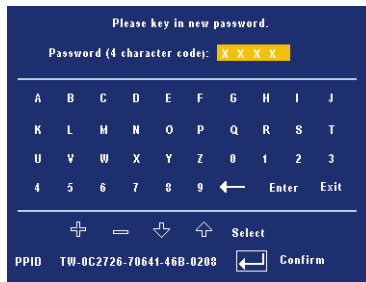 Please key in new password.
Password (4 character code): X X X X
A B C D E F G H I J
K L M N O P Q R S T
U V W X Y Z 0 1 2 3
4 5 6 7 8 9 ← Enter Exit
Select
PPID TW-0C2726-70641-46B-0208 Confirm